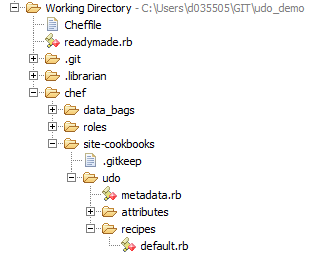 Working Directory - C:\Users\d035505\GIT\udo_demo
Cheffile
readymade.rb
.git
.librarian
chef
data_bags
roles
site-cookbooks
.gitkeep
udo
metadata.rb
attributes
recipes
default.rb